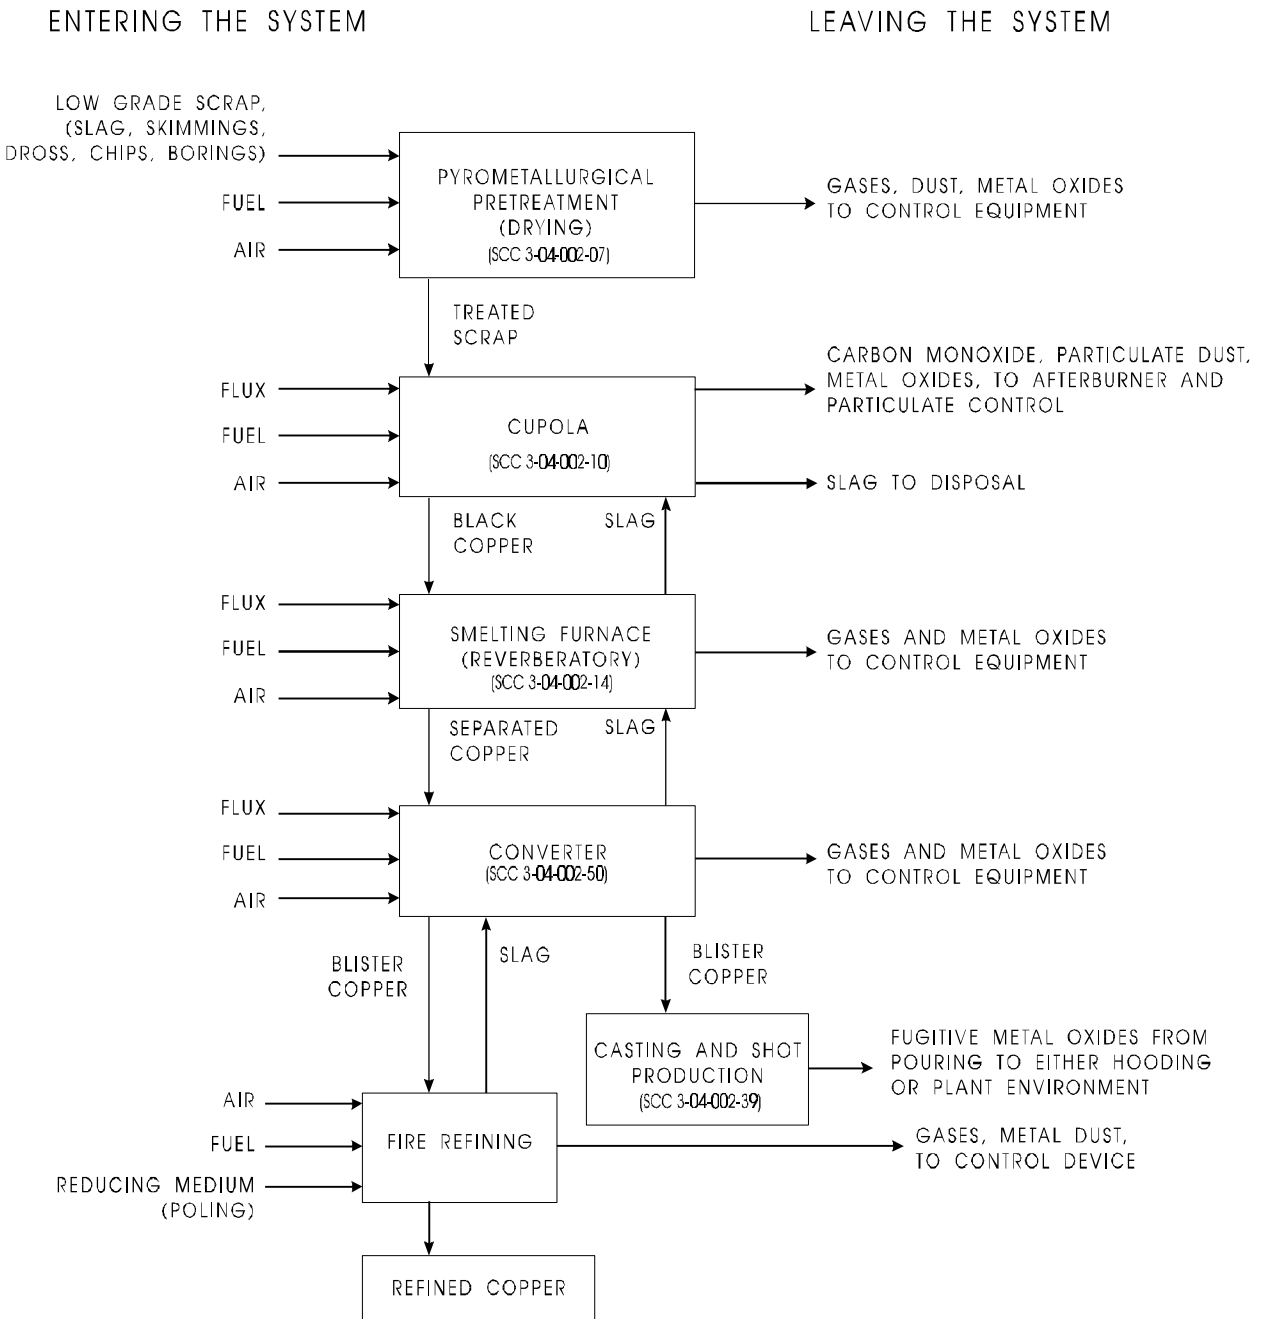 ENTERING THE SYSTEM
LEAVING THE SYSTEM
LOW GRADE SCRAP,
(SLAG, SKIMMINGS,
DROSS, CHIPS, BORINGS)
FUEL
AIR
PYROMETALLURGICAL
PRETREATMENT
(DRYING)
(SCC 3-04-002-07)
GASES, DUST, METAL OXIDES
TO CONTROL EQUIPMENT
TREATED
SCRAP
FLUX
FUEL
AIR
CUPOLA
(SCC 3-04-002-10)
CARBON MONOXIDE, PARTICULATE DUST,
METAL OXIDES, TO AFTERBURNER AND
PARTICULATE CONTROL
SLAG TO DISPOSAL
BLACK
COPPER
SLAG
FLUX
FUEL
AIR
SMELTING FURNACE
(REVERBERATORY)
(SCC 3-04-002-14)
GASES AND METAL OXIDES
TO CONTROL EQUIPMENT
SEPARATED
COPPER
SLAG
FLUX
FUEL
AIR
CONVERTER
(SCC 3-04-002-50)
GASES AND METAL OXIDES
TO CONTROL EQUIPMENT
BLISTER
COPPER
SLAG
BLISTER
COPPER
CASTING AND SHOT
PRODUCTION
(SCC 3-04-002-39)
FUGITIVE METAL OXIDES FROM
POURING TO EITHER HOODING
OR PLANT ENVIRONMENT
AIR
FUEL
REDUCING MEDIUM
(POLING)
FIRE REFINING
GASES, METAL DUST,
TO CONTROL DEVICE
REFINED COPPER